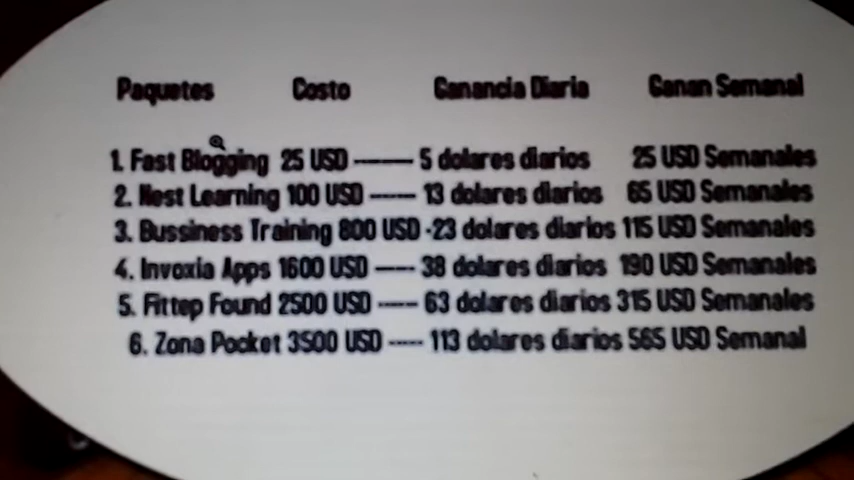 Paquetes Costo Ganancia Diaria Ganan Semanal
1. Fast Blogging 25 USD -------- 5 dolares diarios 25 USD Semanales
2. Nest Learning 100 USD ------ 13 dolares diarios 65 USD Semanales
3. Bussiness Training 800 USD -23 dolares diarios 115 USD Semanales
4. Invoxia Apps 1600 USD ----- 38 dolares diarios 190 USD Semanales
5. Fittep Found 2500 USD ----- 63 dolares diarios 315 USD Semanales
6. Zona Pocket 3500 USD ----- 113 dolares diarios 565 USD Semanal